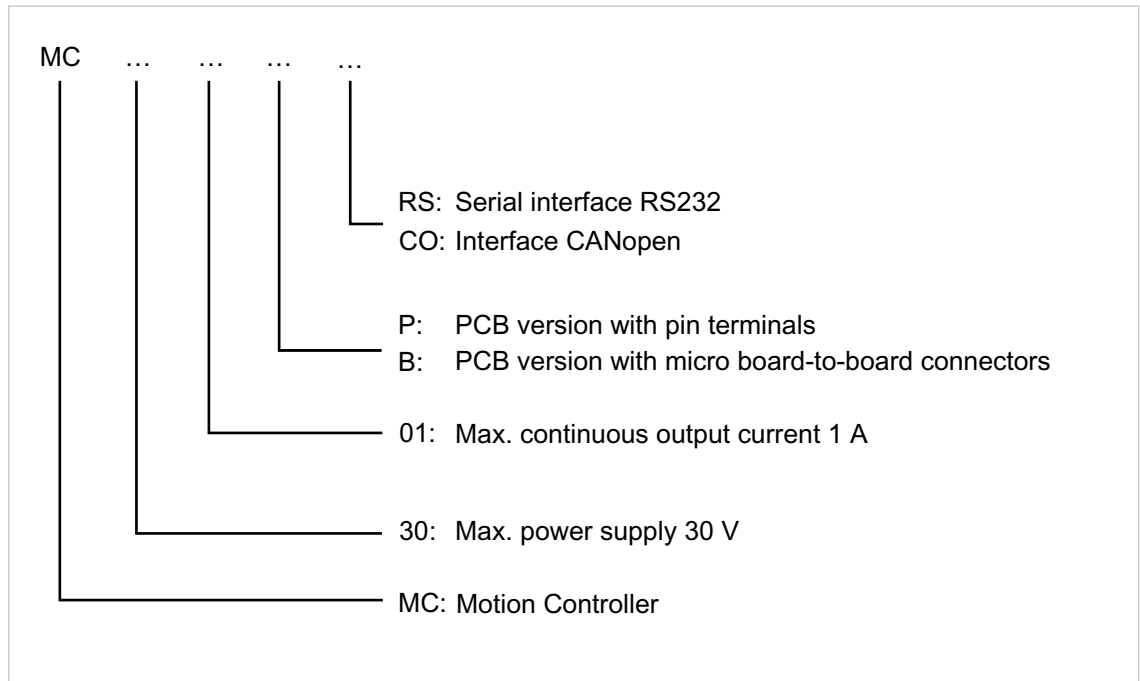 MC … … … …
RS: Serial interface RS232
CO: Interface CANopen
P: PCB version with pin terminals
B: PCB version with micro board-to-board connectors
01: Max. continuous output current 1 A
30: Max. power supply 30 V
MC: Motion Controller